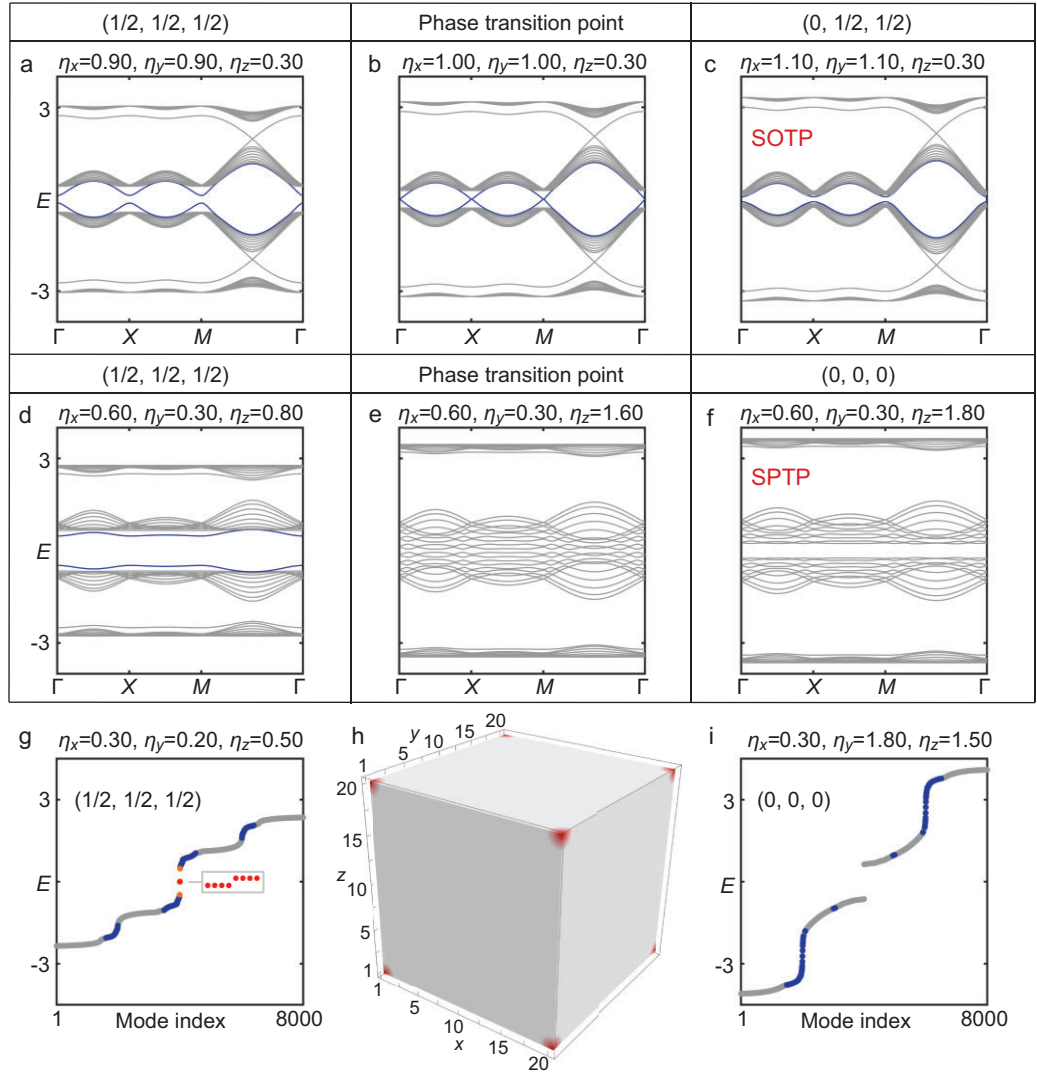 (1/2, 1/2, 1/2) Phase transition point (0, 1/2, 1/2)
a ηx=0.90, ηy=0.90, ηz=0.30 b ηx=1.00, ηy=1.00, ηz=0.30 c ηx=1.10, ηy=1.10, ηz=0.30
3
SOTP
E
-3
Γ X M Γ Γ X M Γ Γ X M Γ
(1/2, 1/2, 1/2) Phase transition point (0, 0, 0)
d ηx=0.60, ηy=0.30, ηz=0.80 e ηx=0.60, ηy=0.30, ηz=1.60 f ηx=0.60, ηy=0.30, ηz=1.80
3
SPTP
E
-3
Γ X M Γ Γ X M Γ Γ X M Γ
g ηx=0.30, ηy=0.20, ηz=0.50
(1/2, 1/2, 1/2)
3
E
-3
1 Mode index 8000
h
y
1 5 10 15 20
20
15
z
10
5
1
1
5
10
x
15
20
i ηx=0.30, ηy=1.80, ηz=1.50
(0, 0, 0)
3
E
-3
1 Mode index 8000